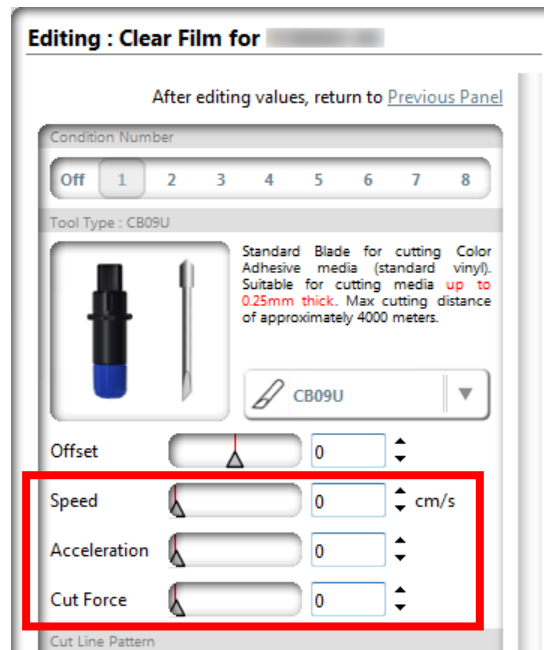 Editing : Clear Film for
After editing values, return to Previous Panel
Condition Number
Off 1 2 3 4 5 6 7 8
Tool Type : CB09U
Standard Blade for cutting Color
Adhesive media (standard vinyl).
Suitable for cutting media up to
0.25mm thick. Max cutting distance
of approximately 4000 meters.
CB09U
Offset 0
Speed 0 cm/s
Acceleration 0
Cut Force 0
Cut Line Pattern